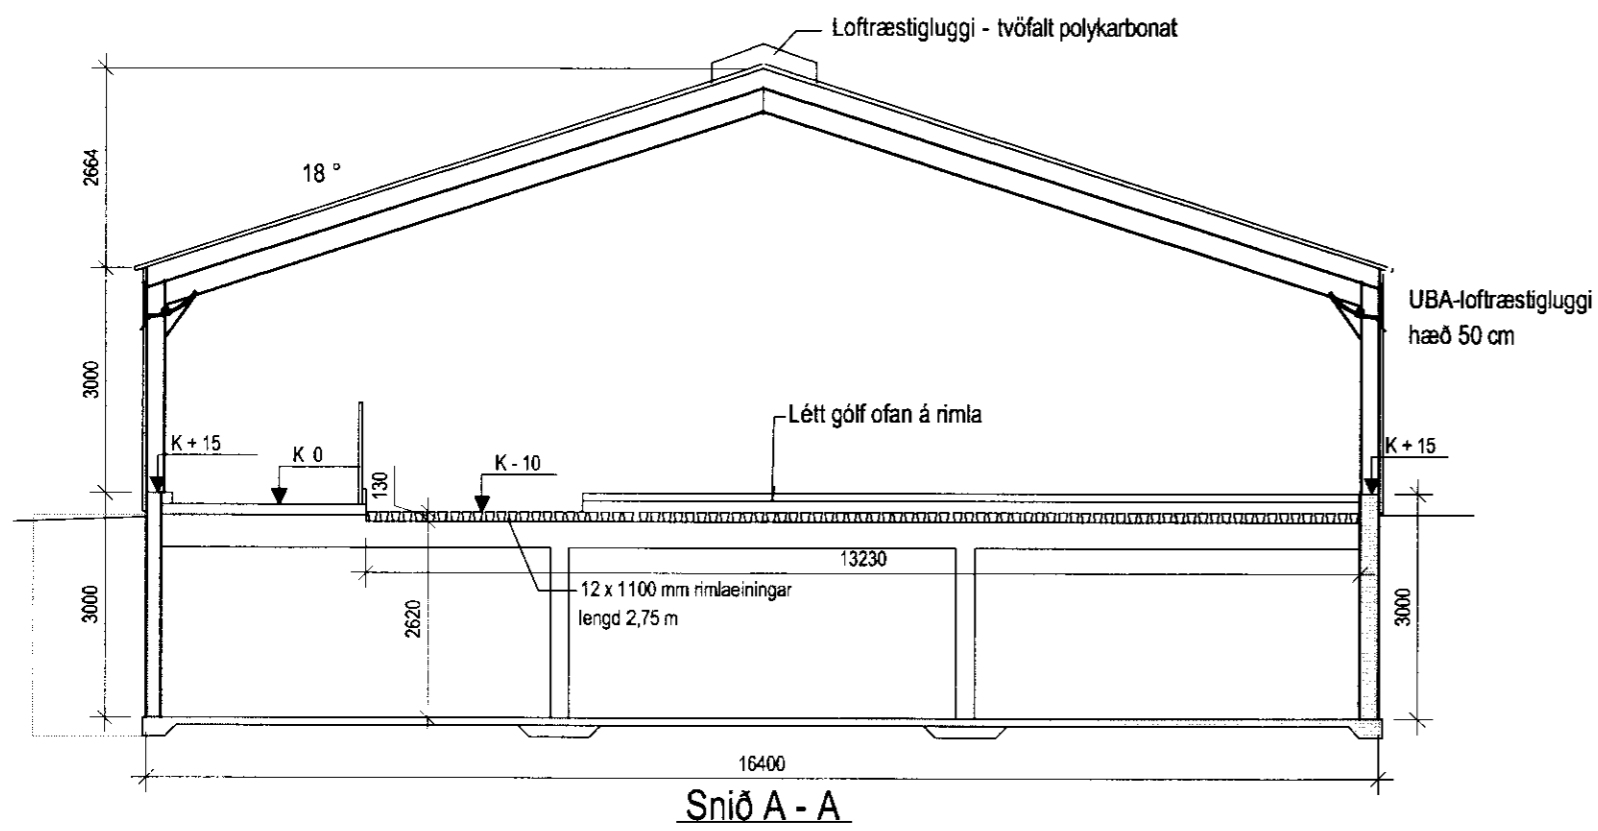 Loftræstigluggi - tvöfalt polykarbonat
2664
18 °
UBA-loftræstigluggi
hæð 50 cm
3000
Létt gólf ofan á rimla
K + 15
K 0
K - 10
K + 15
130
13230
12 x 1100 mm rimlaeiningar
lengd 2,75 m
3000
2620
3000
16400
Snið A - A